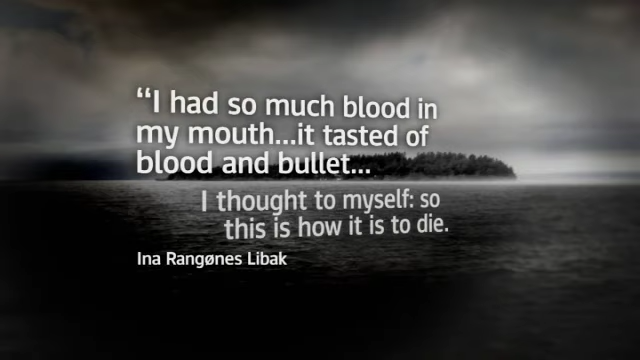 “I had so much blood in
my mouth...it tasted of
blood and bullet...
I thought to myself: so
this is how it is to die.
Ina Rangønes Libak